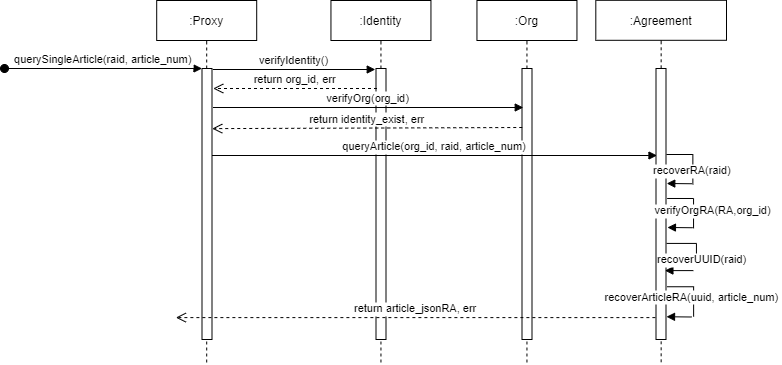 :Proxy
:Identity
:Org
:Agreement
querySingleArticle(raid, article_num)
verifyIdentity()
return org_id, err
verifyOrg(org_id)
return identity_exist, err
queryArticle(org_id, raid, article_num)
recoverRA(raid)
verifyOrgRA(RA,org_id)
recoverUUID(raid)
recoverArticleRA(uuid, article_num)
return article_jsonRA, err